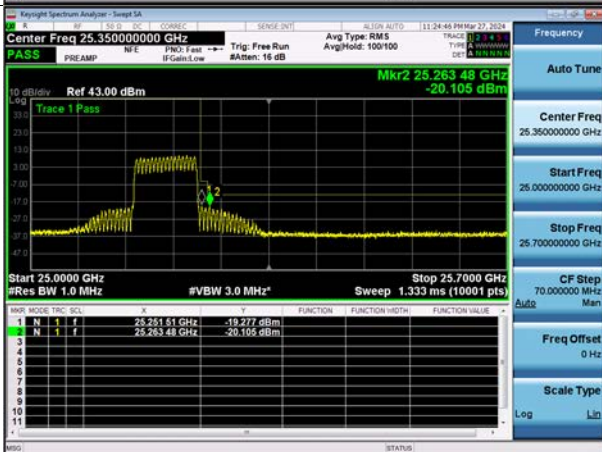 Keysight Spectrum Analyzer - Swept SA
R RF 50 Ω DC CORREC SENSE:INT ALIGN AUTO 11:24:46 PM Mar 27, 2024
Center Freq 25.350000000 GHz
NFE PNO: Fast Trig: Free Run Avg Type: RMS TRACE 1 2 3 4 5 6
PASS PREAMP IFGain:Low #Atten: 16 dB Avg|Hold: 100/100 TYPE A WWWWW
DET A N N N N N
Mkr2 25.263 48 GHz
10 dB/div Ref 43.00 dBm -20.105 dBm
Log
Trace 1 Pass
33.0
23.0
13.0
3.00
-7.00
-17.0
-27.0
-37.0
-47.0
1 2
Start 25.0000 GHz Stop 25.7000 GHz
#Res BW 1.0 MHz #VBW 3.0 MHz* Sweep 1.333 ms (10001 pts)
MKR MODE TRC SCL X Y FUNCTION FUNCTION WIDTH FUNCTION VALUE
1 N 1 f 25.251 51 GHz -19.277 dBm
2 N 1 f 25.263 48 GHz -20.105 dBm
3
4
5
6
7
8
9
10
11
MSG STATUS
Frequency
Auto Tune
Center Freq
25.350000000 GHz
Start Freq
25.000000000 GHz
Stop Freq
25.700000000 GHz
CF Step
70.000000 MHz
Auto Man
Freq Offset
0 Hz
Scale Type
Log Lin